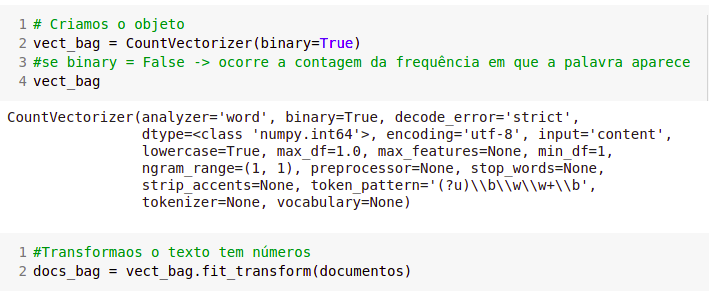 1 # Criamos o objeto
2 vect_bag = CountVectorizer(binary=True)
3 #se binary = False -> ocorre a contagem da frequência em que a palavra aparece
4 vect_bag
CountVectorizer(analyzer='word', binary=True, decode_error='strict',
dtype=<class 'numpy.int64'>, encoding='utf-8', input='content',
lowercase=True, max_df=1.0, max_features=None, min_df=1,
ngram_range=(1, 1), preprocessor=None, stop_words=None,
strip_accents=None, token_pattern='(?u)\\b\\w\\w+\\b',
tokenizer=None, vocabulary=None)
1 #Transformaos o texto tem números
2 docs_bag = vect_bag.fit_transform(documentos)